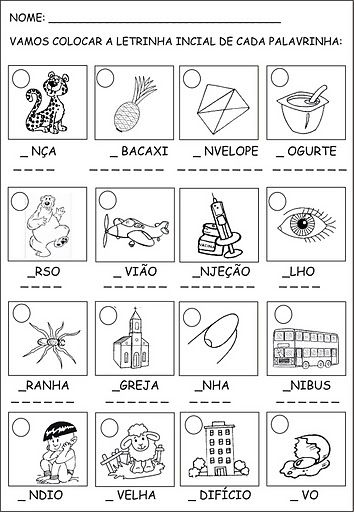 NOME: ____________________________________
VAMOS COLOCAR A LETRINHA INCIAL DE CADA PALAVRINHA:
_ NÇA _ BACAXI _ NVELOPE _ OGURTE
_RSO _ VIÃO _NJEÇÃO _LHO
_RANHA _GREJA _NHA _NIBUS
_ NDIO _ VELHA _ DIFÍCIO _ VO